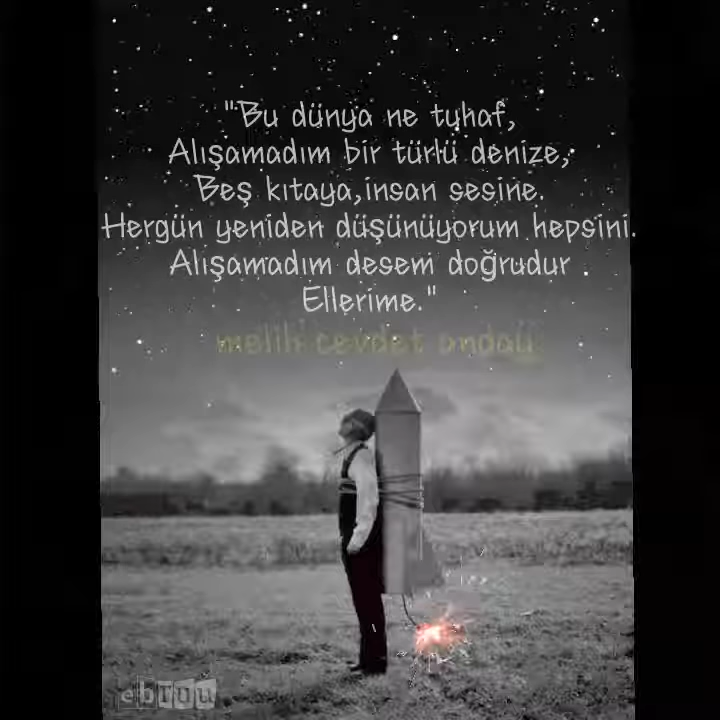 "Bu dünya ne tuhaf,
Alışamadım bir türlü denize,
Beş kıtaya,insan sesine.
Hergün yeniden düşünüyorum hepsini.
Alışamadım desem doğrudur .
Ellerime."
melih cevdet anday
ebruu